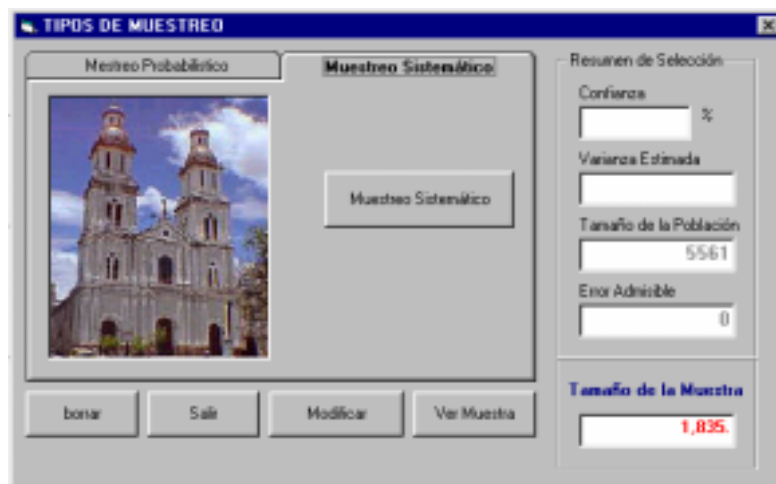 TIPOS DE MUESTREO
Mestreo Probabilístico
Muestreo Sistemático
Muestreo Sistemático
Resumen de Selección
Confianza
%
Varianza Estimada
Tamaño de la Población
5561
Error Admisible
0
Tamaño de la Muestra
1,835.
borrar
Salir
Modificar
Ver Muestra